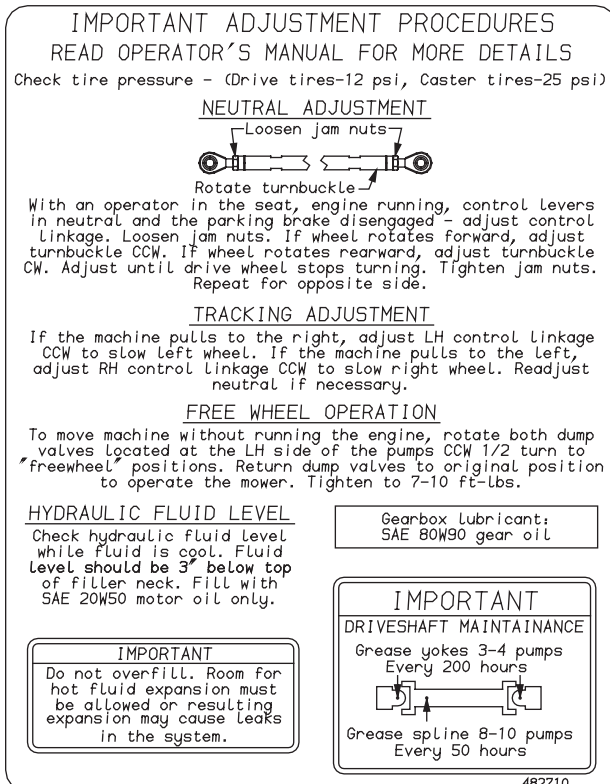 IMPORTANT ADJUSTMENT PROCEDURES
READ OPERATOR'S MANUAL FOR MORE DETAILS
Check tire pressure - (Drive tires-12 psi, Caster tires-25 psi)
NEUTRAL ADJUSTMENT
Loosen jam nuts
Rotate turnbuckle
With an operator in the seat, engine running, control levers
in neutral and the parking brake disengaged - adjust control
linkage. Loosen jam nuts. If wheel rotates forward, adjust
turnbuckle CCW. If wheel rotates rearward, adjust turnbuckle
CW. Adjust until drive wheel stops turning. Tighten jam nuts.
Repeat for opposite side.
TRACKING ADJUSTMENT
If the machine pulls to the right, adjust LH control linkage
CCW to slow left wheel. If the machine pulls to the left,
adjust RH control linkage CCW to slow right wheel. Readjust
neutral if necessary.
FREE WHEEL OPERATION
To move machine without running the engine, rotate both dump
valves located at the LH side of the pumps CCW 1/2 turn to
"freewheel" positions. Return dump valves to original position
to operate the mower. Tighten to 7-10 ft-lbs.
HYDRAULIC FLUID LEVEL
Check hydraulic fluid level
while fluid is cool. Fluid
level should be 3" below top
of filler neck. Fill with
SAE 20W50 motor oil only.
IMPORTANT
Do not overfill. Room for
hot fluid expansion must
be allowed or resulting
expansion may cause leaks
in the system.
Gearbox lubricant:
SAE 80W90 gear oil
IMPORTANT
DRIVESHAFT MAINTAINANCE
Grease yokes 3-4 pumps
Every 200 hours
Grease spline 8-10 pumps
Every 50 hours
482710